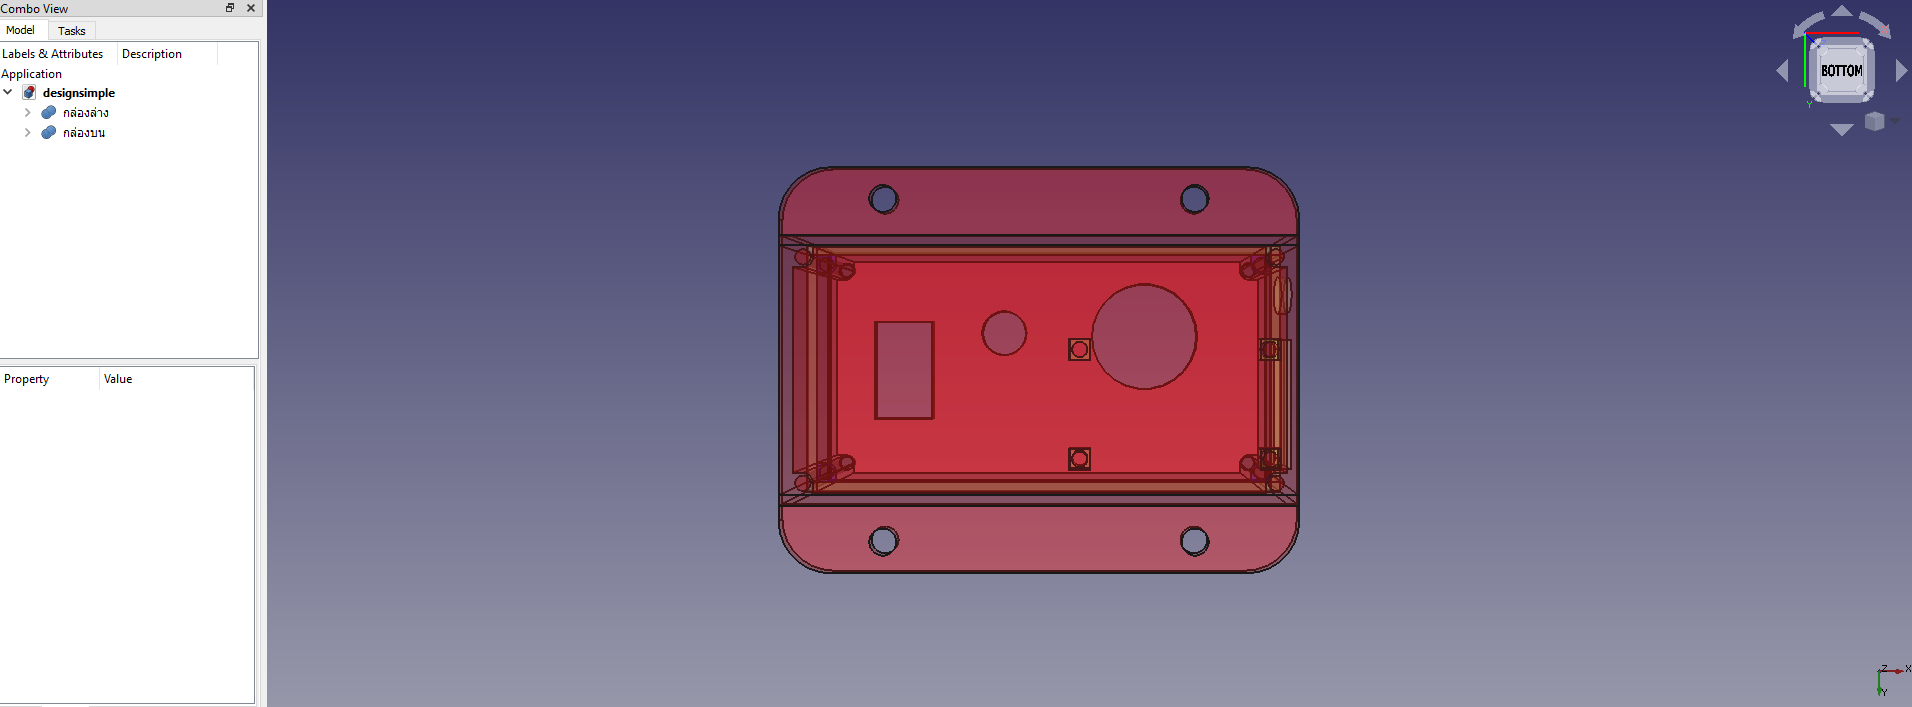 Combo View
Model Tasks
Labels & Attributes Description
Application
designsimple
กล่องล่าง
กล่องบน
Property Value
BOTTOM
Y
Z X
Y